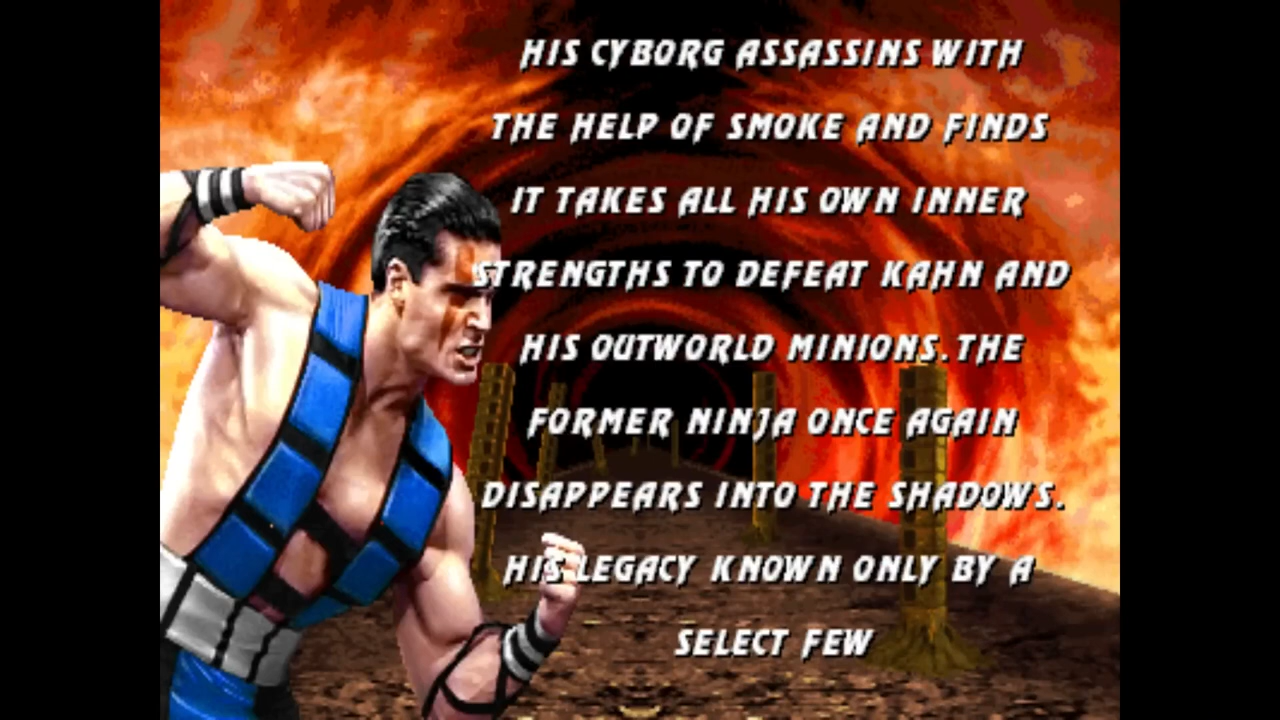 HIS CYBORG ASSASSINS WITH
THE HELP OF SMOKE AND FINDS
IT TAKES ALL HIS OWN INNER
STRENGTHS TO DEFEAT KAHN AND
HIS OUTWORLD MINIONS. THE
FORMER NINJA ONCE AGAIN
DISAPPEARS INTO THE SHADOWS.
HIS LEGACY KNOWN ONLY BY A
SELECT FEW